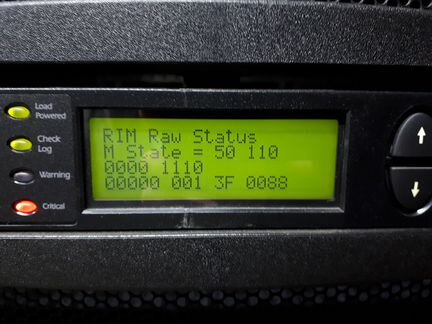 Load
Powered
Check
Log
Warning
Critical
RIM Raw Status
M State = 50 110
0000 1110
00000 001 3F 0088